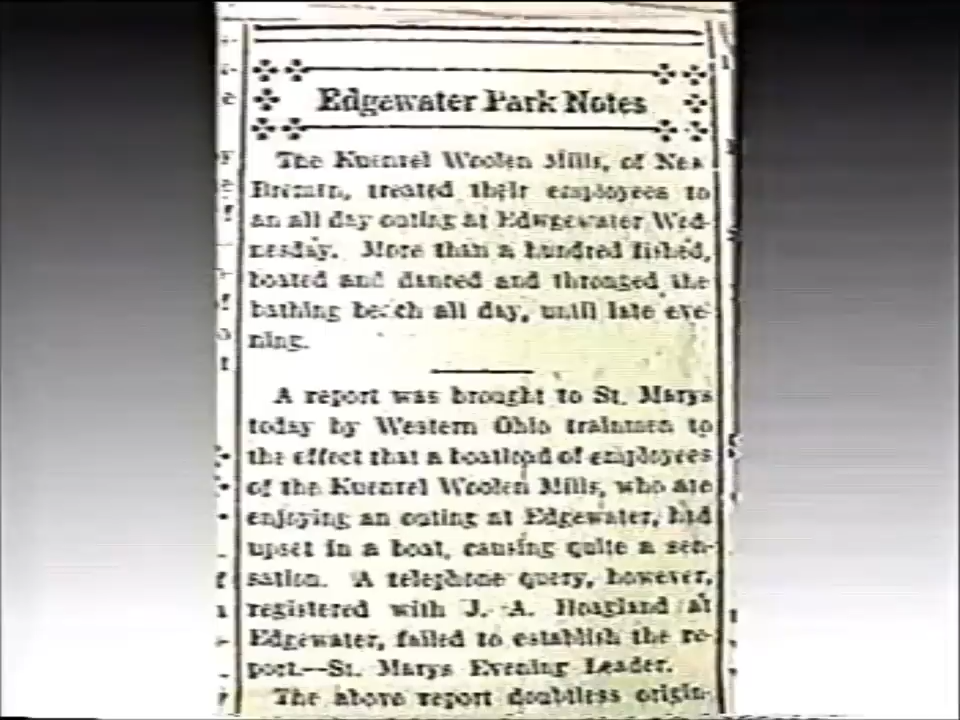 Edgewater Park Notes
The Kuenzel Woolen Mills, of New
Bremen, treated their employees to
an all day outing at Edwgewater Wed-
nesday. More than a hundred fished,
boated and danced and thronged the
bathing beach all day, until late eve-
ning.
A report was brought to St. Marys
today by Western Ohio trainmen to
the effect that a boatload of employees
of the Kuenzel Woolen Mills, who are
enjoying an outing at Edgewater, had
upset in a boat, causing quite a sen-
sation. A telephone query, however,
registered with J. A. Hoagland at
Edgewater, failed to establish the re-
port.—St. Marys Evening Leader.
The above report doubtless origin-